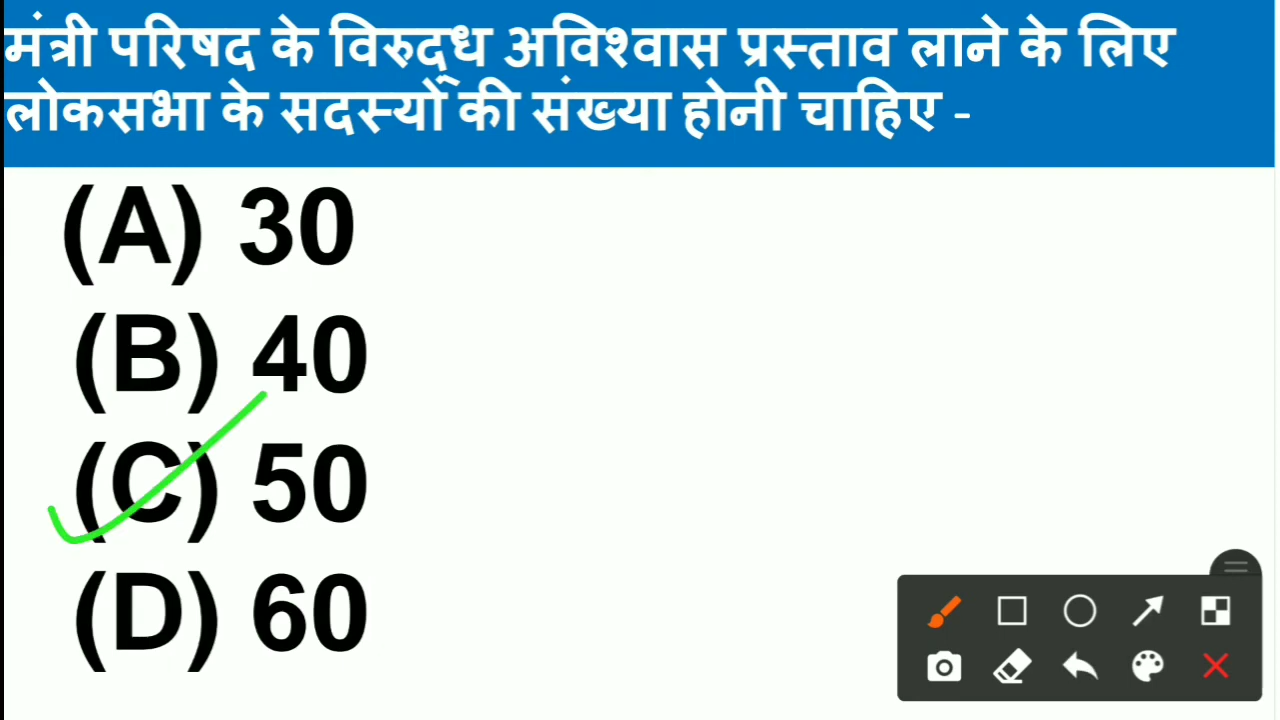 मंत्री परिषद के विरुद्ध अविश्वास प्रस्ताव लाने के लिए
लोकसभा के सदस्यों की संख्या होनी चाहिए -
(A) 30
(B) 40
(C) 50
(D) 60